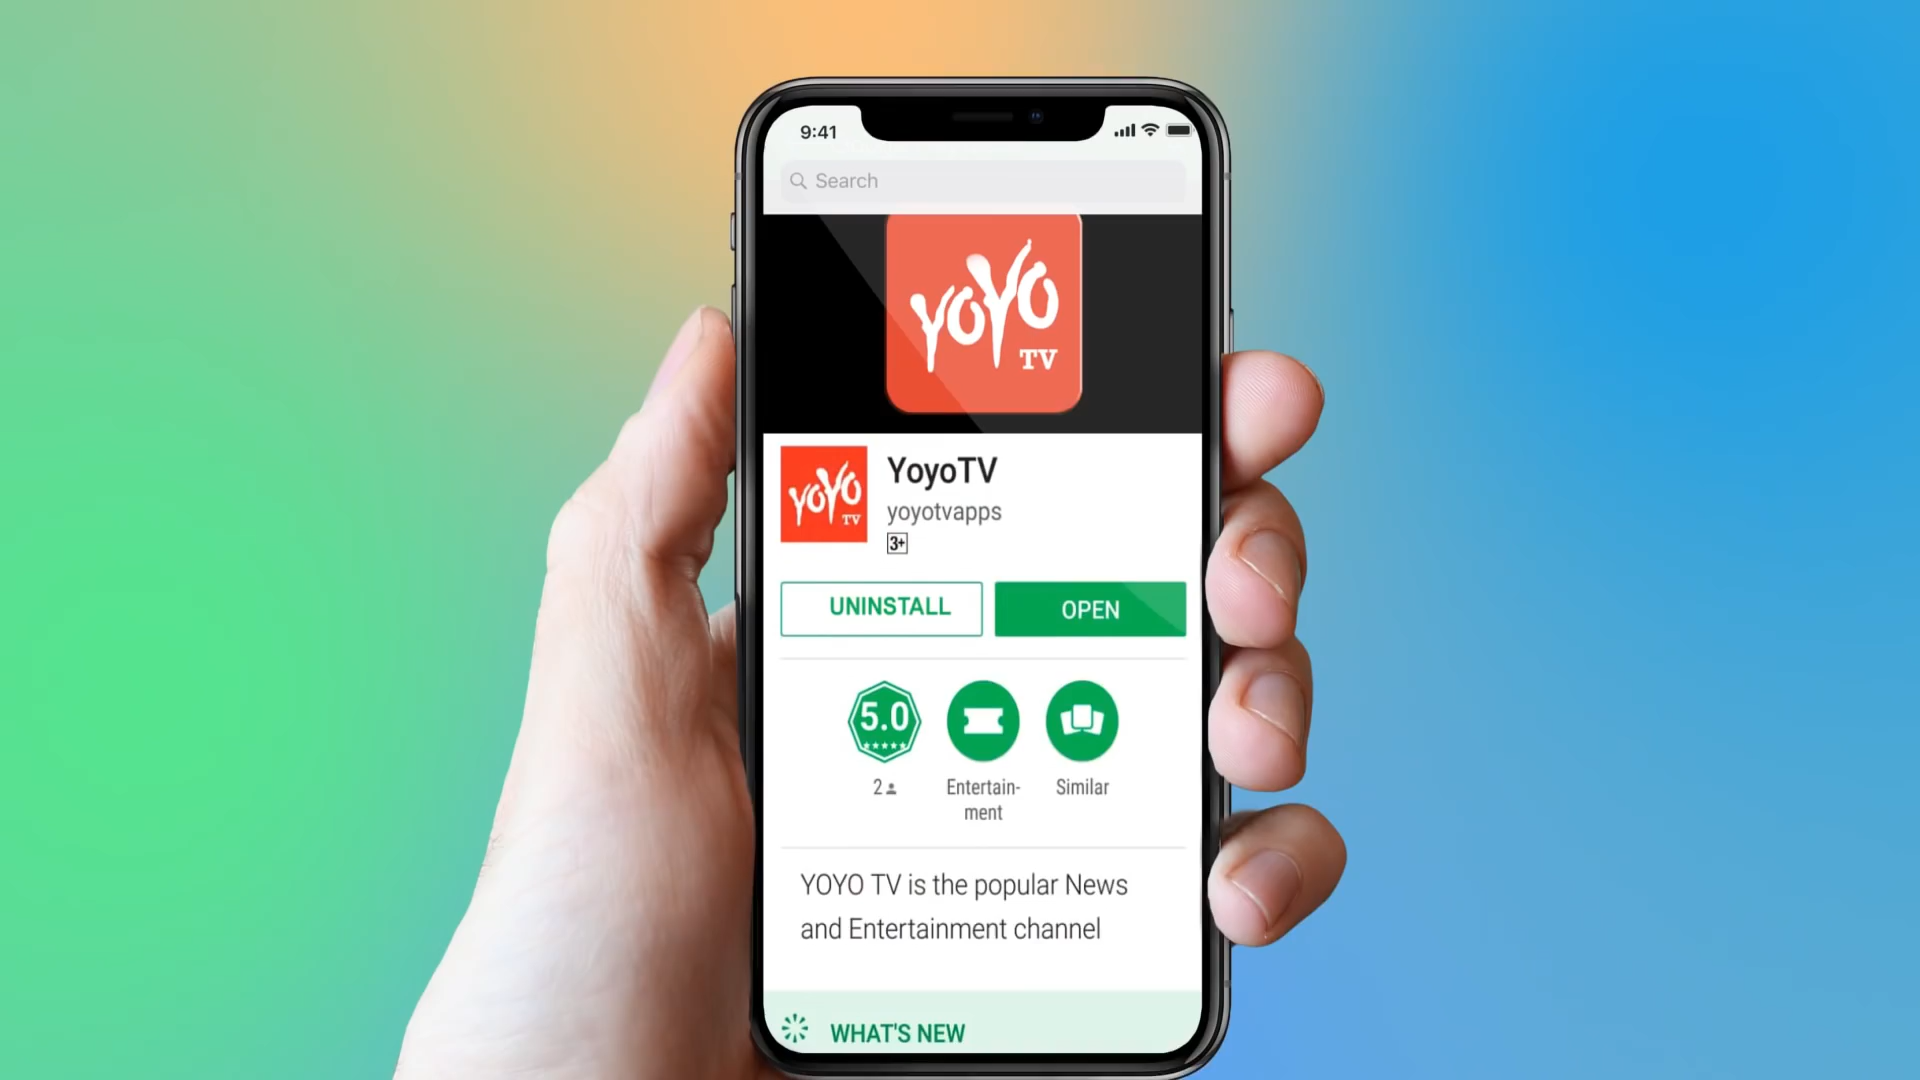 9:41
Search
YOYO
TV
YOYO
TV
YoyoTV
yoyotvapps
3+
UNINSTALL
OPEN
5.0
2
Entertain-
ment
Similar
YOYO TV is the popular News
and Entertainment channel
WHAT'S NEW